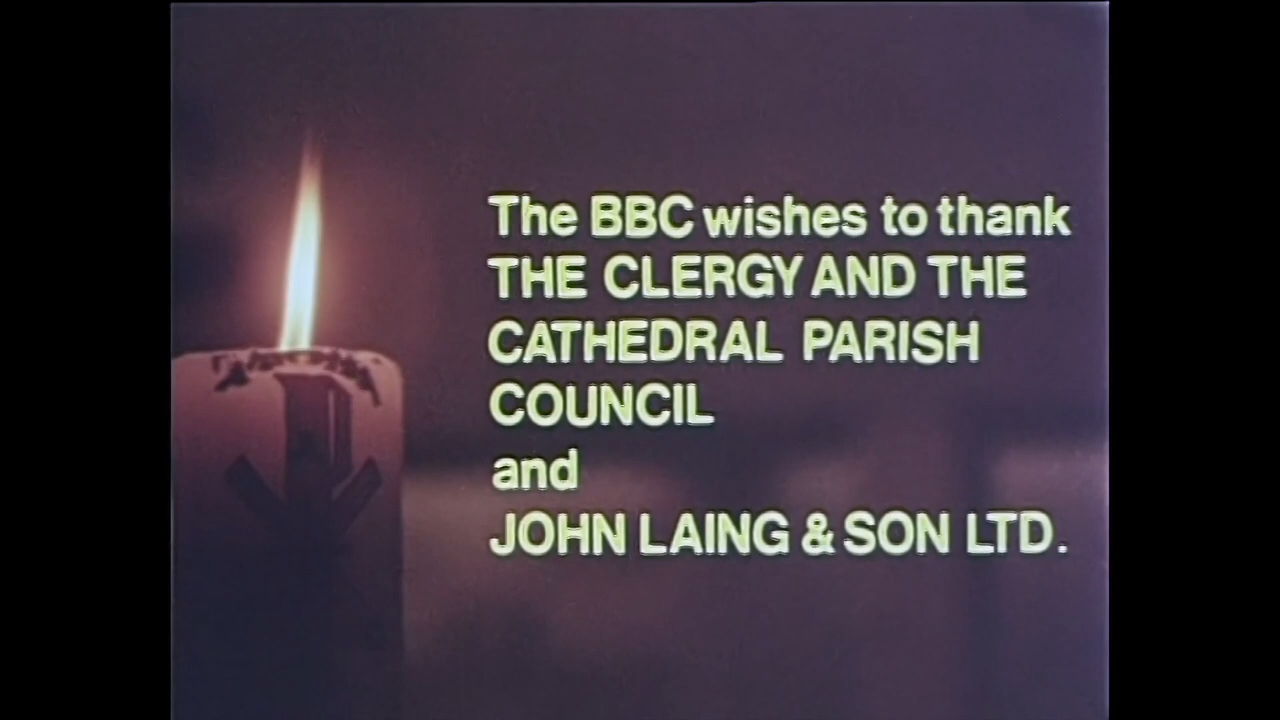 The BBC wishes to thank
THE CLERGY AND THE
CATHEDRAL PARISH
COUNCIL
and
JOHN LAING & SON LTD.